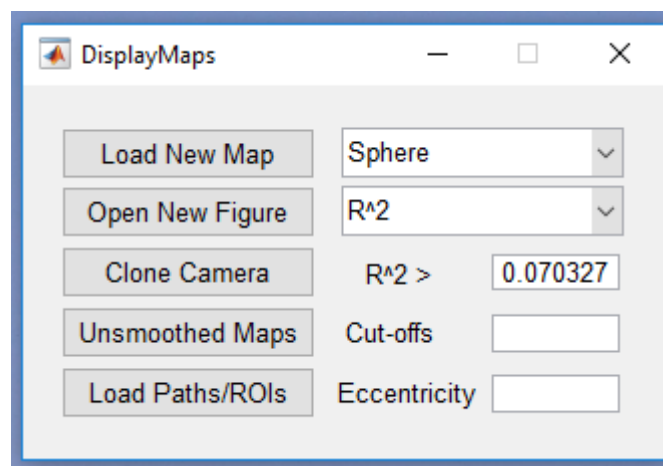 DisplayMaps
Load New Map Sphere
Open New Figure R^2
Clone Camera R^2 > 0.070327
Unsmoothed Maps Cut-offs
Load Paths/ROIs Eccentricity